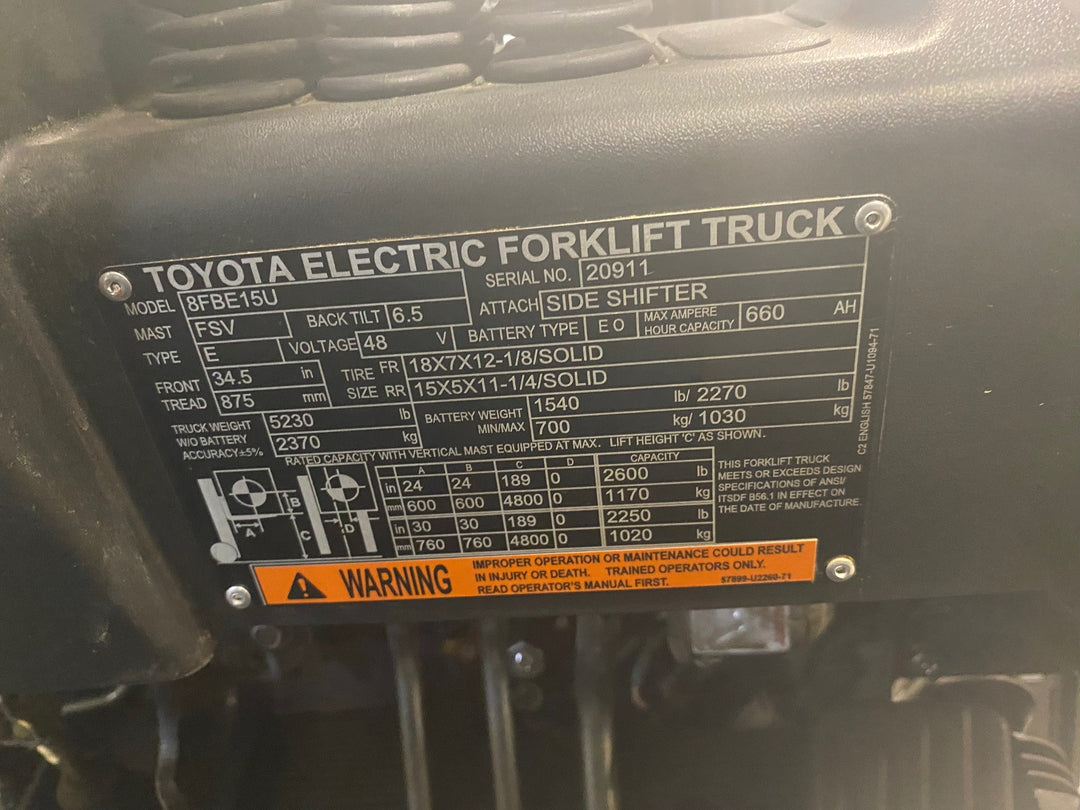 TOYOTA ELECTRIC FORKLIFT TRUCK
MODEL 8FBE15U SERIAL NO. 20911
MAST FSV BACK TILT 6.5 ATTACH SIDE SHIFTER
TYPE E VOLTAGE 48 V BATTERY TYPE E O MAX AMPERE HOUR CAPACITY 660 AH
FRONT TREAD 34.5 in TIRE SIZE FR 18X7X12-1/8/SOLID
875 mm RR 15X5X11-1/4/SOLID
TRUCK WEIGHT W/O BATTERY ACCURACY±5% 5230 lb BATTERY WEIGHT MIN/MAX 1540 lb/ 2270 lb
2370 kg 700 kg/ 1030 kg
RATED CAPACITY WITH VERTICAL MAST EQUIPPED AT MAX. LIFT HEIGHT 'C' AS SHOWN.
A B C D CAPACITY
in 24 24 189 0 2600 lb
mm 600 600 4800 0 1170 kg
in 30 30 189 0 2250 lb
mm 760 760 4800 0 1020 kg
A B C D
THIS FORKLIFT TRUCK
MEETS OR EXCEEDS DESIGN
SPECIFICATIONS OF ANSI/
ITSDF B56.1 IN EFFECT ON
THE DATE OF MANUFACTURE.
C2 ENGLISH 57847-U1094-71
WARNING
IMPROPER OPERATION OR MAINTENANCE COULD RESULT
IN INJURY OR DEATH. TRAINED OPERATORS ONLY.
READ OPERATOR'S MANUAL FIRST.
57899-U2260-71